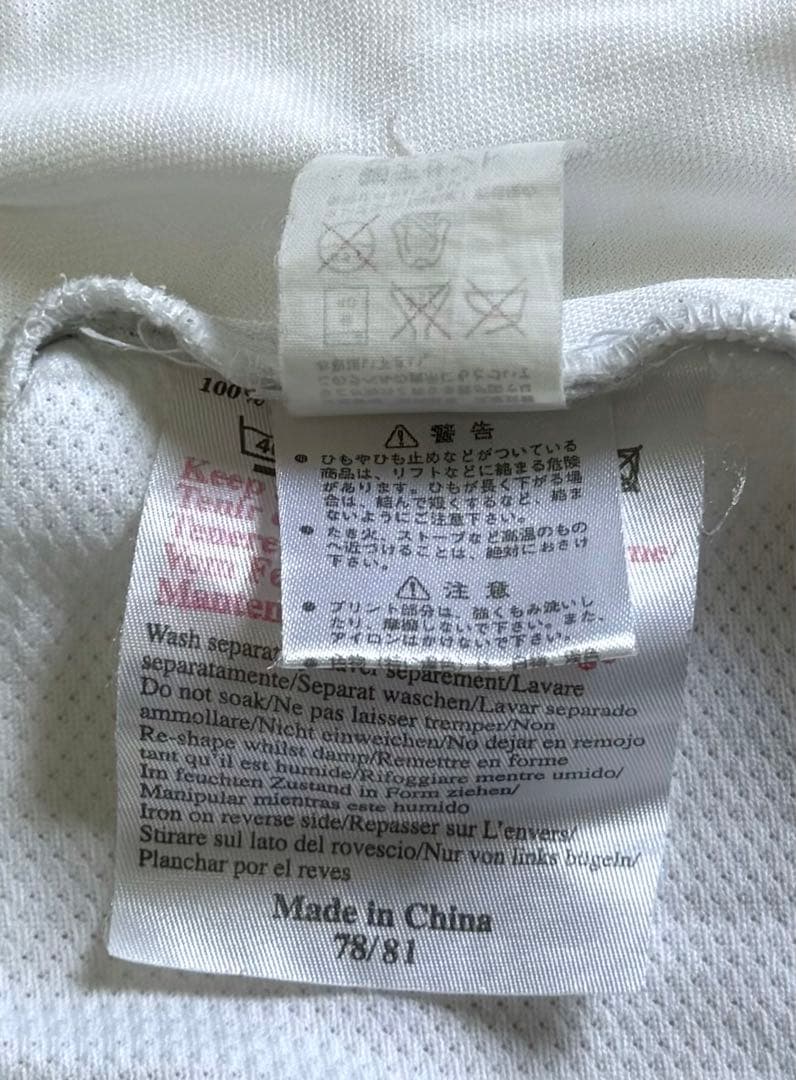 100%
40
⚠ 警告
ひもやひも止めなどがついている
商品は、リフトなどに絡まる危険
があります。ひもが長く下がる場
合は、結んで短くするなど、絡ま
ないようにご注意下さい。
たき火、ストーブなど高温のもの
へ近づけることは、絶対におさけ
下さい。
⚠ 注意
プリント部分は、強くもみ洗いし
たり、摩擦しないで下さい。また、
アイロンはかけないで下さい。
Keep
Tenir
Tenere
Vom Fe
Manten
Wash separat
separatamente/Separat waschen/Lavar separado
Do not soak/Ne pas laisser tremper/Non
ammollare/Nicht einweichen/No dejar en remojo
Re-shape whilst damp/Remettre en forme
tant qu'il est humide/Rifoggiare mentre umido/
Im feuchten Zustand in Form ziehen/
Manipular mientras este humido
Iron on reverse side/Repasser sur L'envers/
Stirare sul lato del rovescio/Nur von links bügeln/
Planchar por el reves
Made in China
78/81